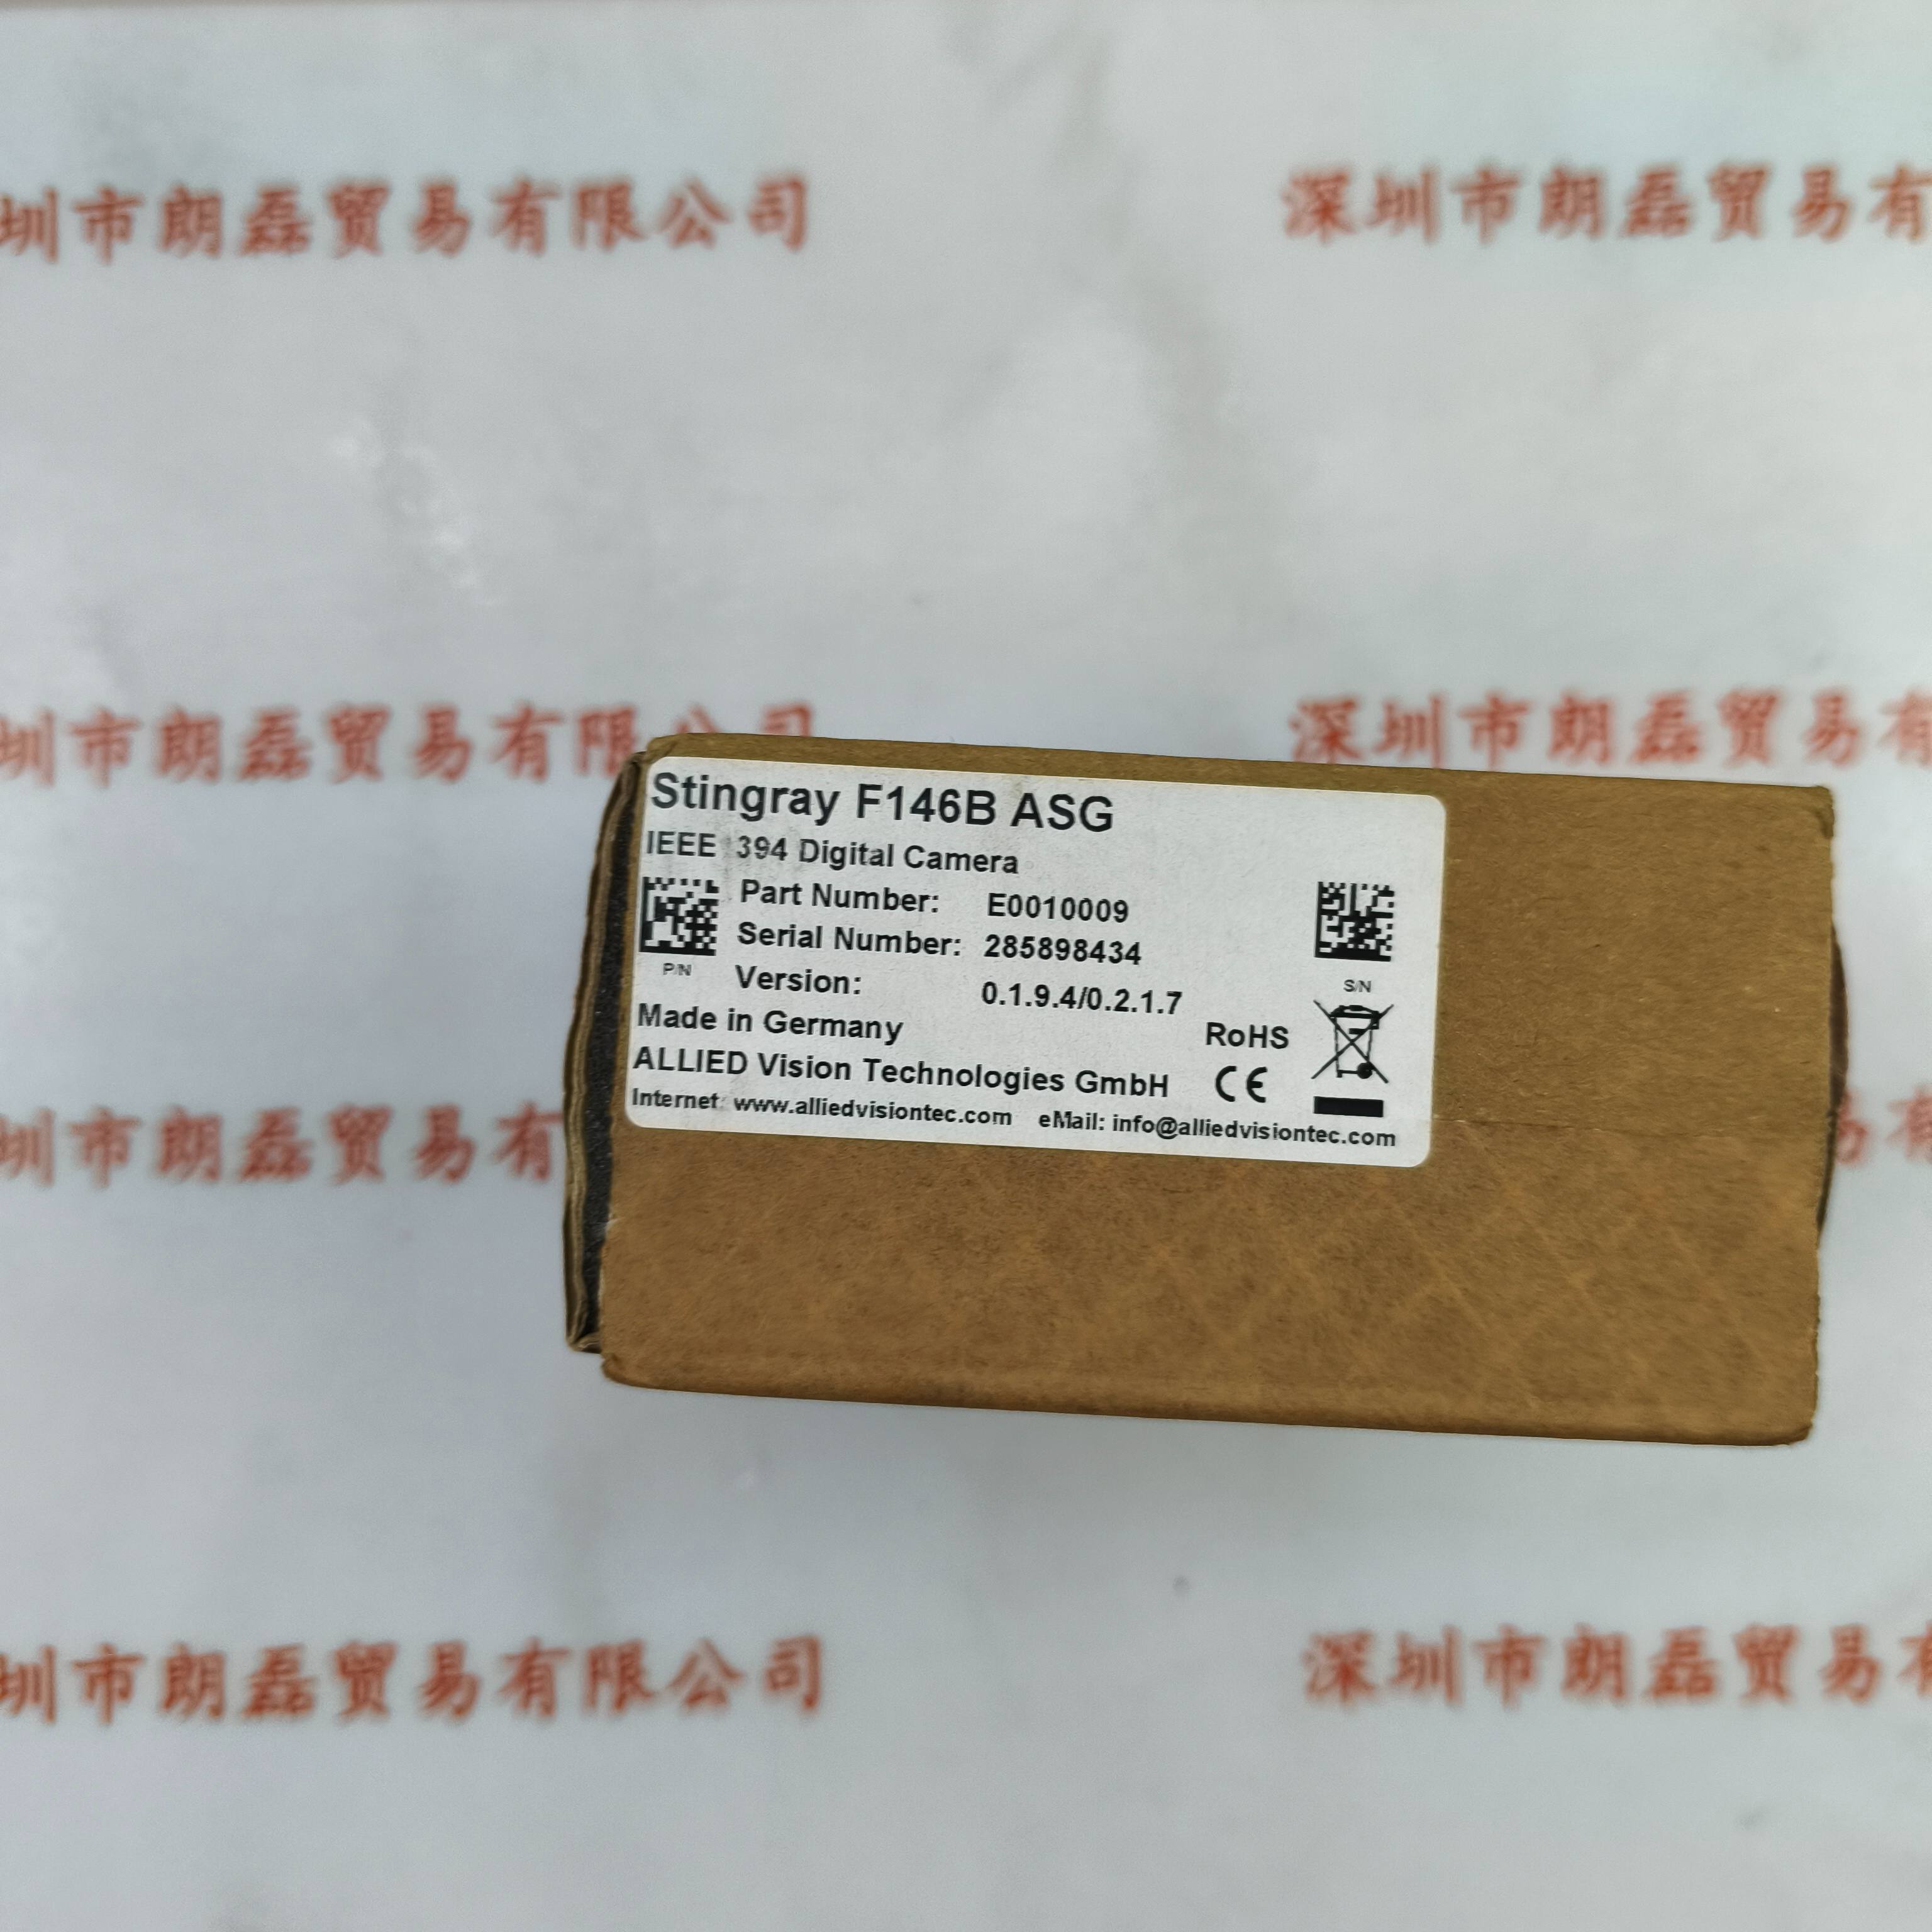 圳市朗磊贸易有限公司
深圳市朗磊贸易有
圳市朗磊贸易有限公司
深圳市朗磊贸易有
Stingray F146B ASG
IEEE 394 Digital Camera
Part Number: E0010009
Serial Number: 285898434
P/N
Version: 0.1.9.4/0.2.1.7
S/N
Made in Germany
RoHS
ALLIED Vision Technologies GmbH
CE
Internet: www.alliedvisiontec.com eMail: info@alliedvisiontec.com
圳市朗磊贸易有
易有
圳市朗磊贸易有限公司
深圳市朗磊贸易有